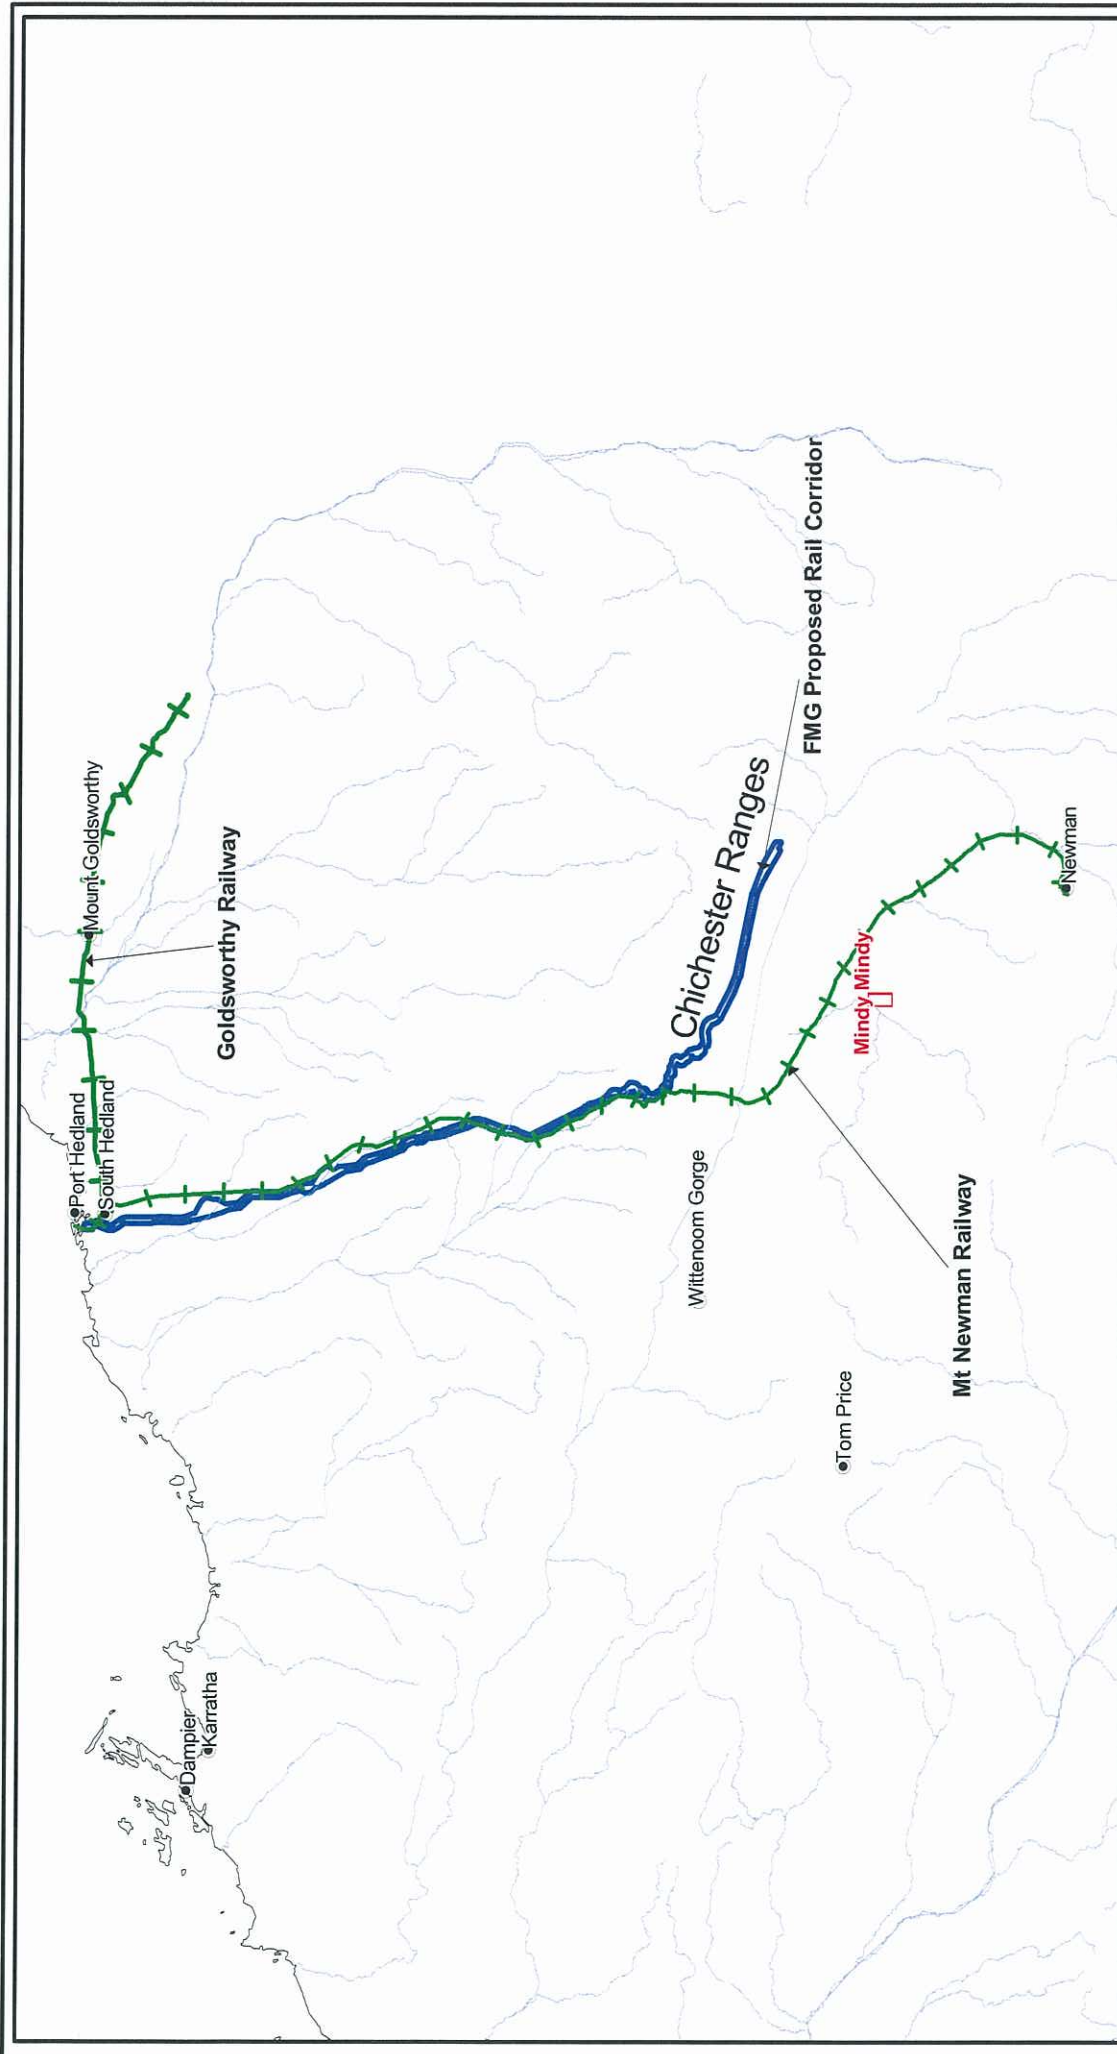 Port Hedland
South Hedland
Mount Goldsworthy
Goldsworthy Railway
Dampier
Karratha
Chichester Ranges
FMG Proposed Rail Corridor
Wittenoom Gorge
Mindy Mindy
Tom Price
Mt Newman Railway
Newman